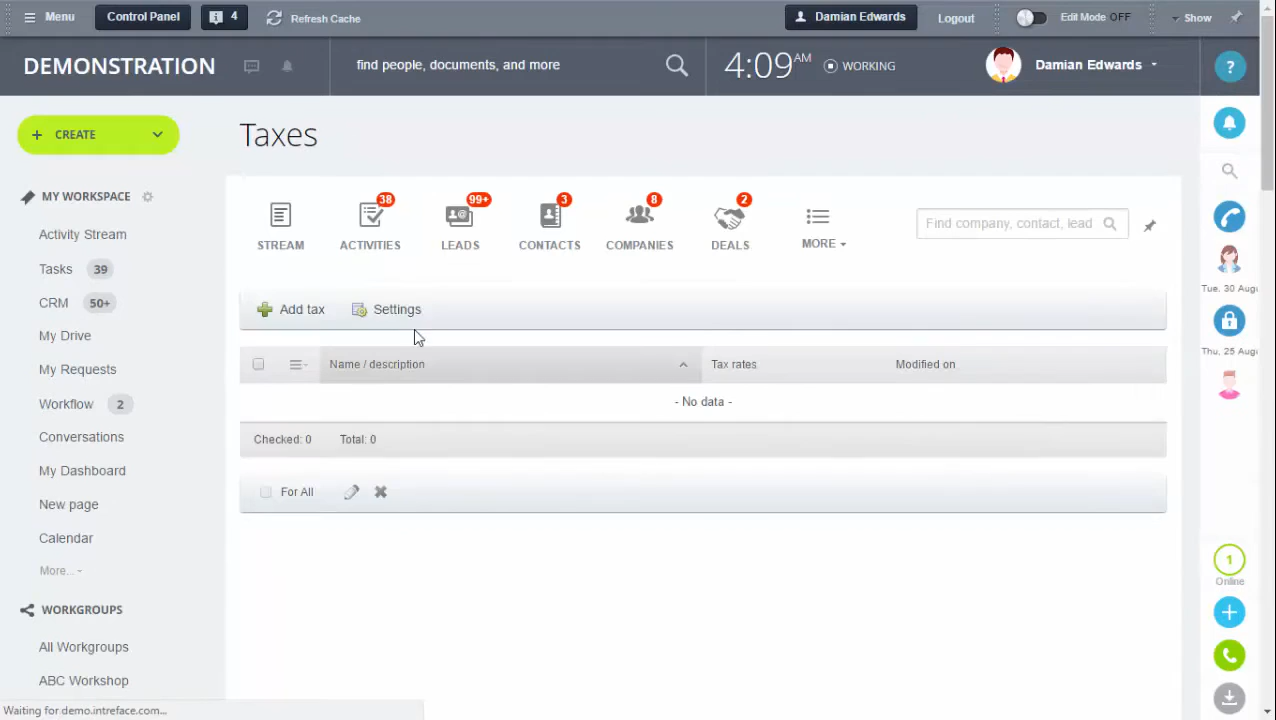 Menu Control Panel 4 Refresh Cache Damian Edwards Logout Edit Mode OFF Show
DEMONSTRATION find people, documents, and more 4:09 AM WORKING Damian Edwards ?
+ CREATE
Taxes
MY WORKSPACE
Activity Stream
Tasks 39
CRM 50+
My Drive
My Requests
Workflow 2
Conversations
My Dashboard
New page
Calendar
More...
WORKGROUPS
All Workgroups
ABC Workshop
38 99+ 3 8 2
STREAM ACTIVITIES LEADS CONTACTS COMPANIES DEALS MORE
Find company, contact, lead
Add tax Settings
Name / description Tax rates Modified on
- No data -
Checked: 0 Total: 0
For All
Tue, 30 Augu
Thu, 25 Augu
1
Online
Waiting for demo.intreface.com...